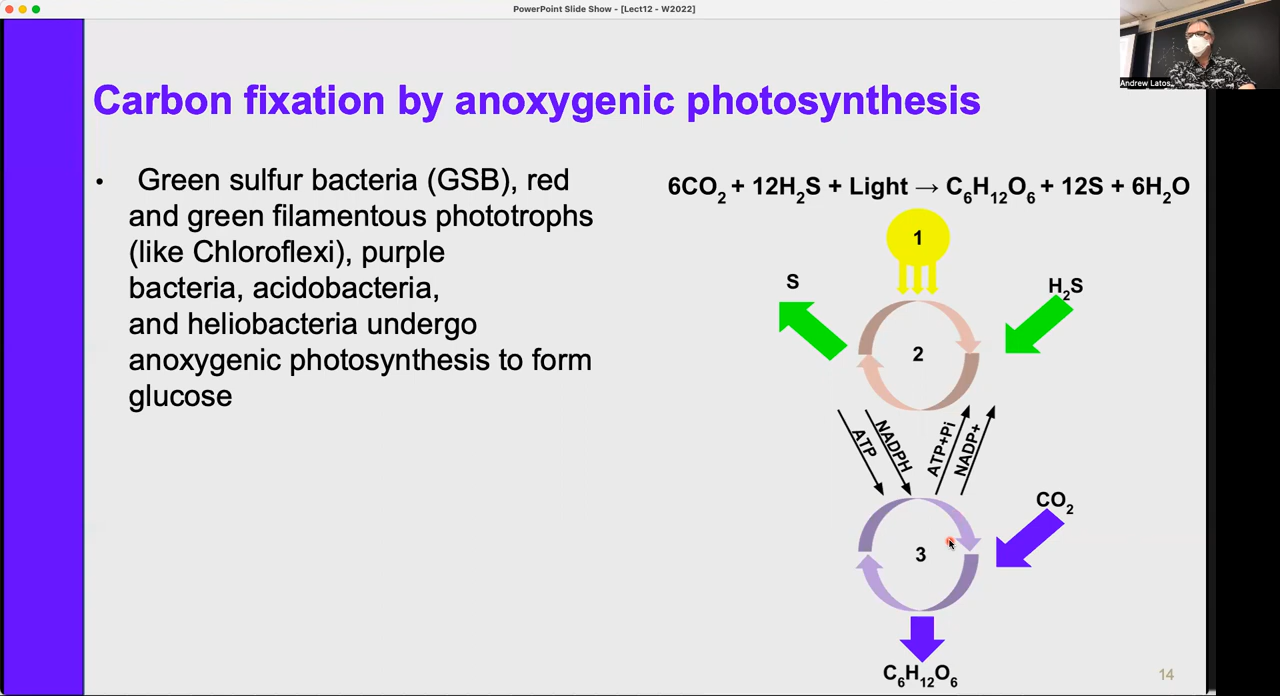 PowerPoint Slide Show - [Lect12 - W2022]
Andrew Latos
Carbon fixation by anoxygenic photosynthesis
• Green sulfur bacteria (GSB), red
and green filamentous phototrophs
(like Chloroflexi), purple
bacteria, acidobacteria,
and heliobacteria undergo
anoxygenic photosynthesis to form
glucose
6CO₂ + 12H₂S + Light → C₆H₁₂O₆ + 12S + 6H₂O
1
S
H₂S
2
ATP
NADPH
ATP+Pi
NADP+
CO₂
3
C₆H₁₂O₆
14